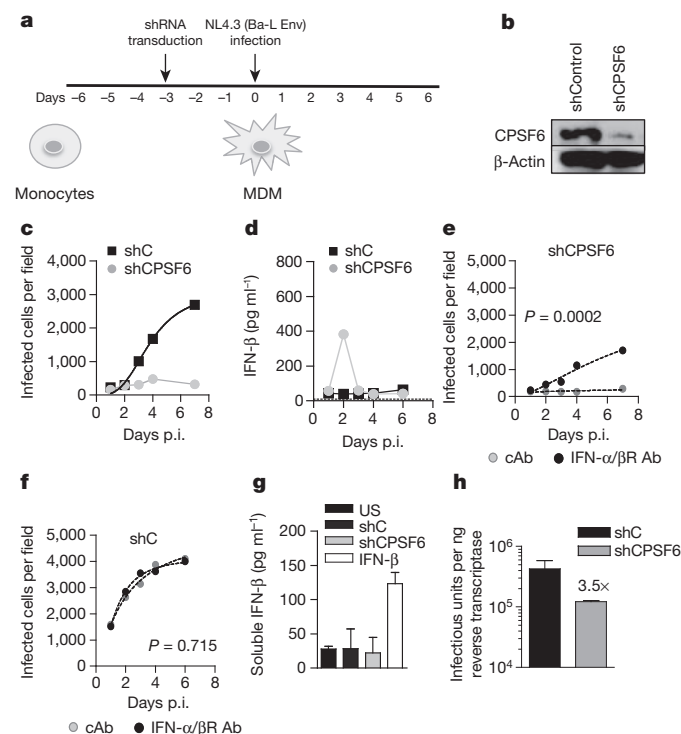 a
shRNA
transduction
NL4.3 (Ba-L Env)
infection
Days –6 –5 –4 –3 –2 –1 0 1 2 3 4 5 6
Monocytes
MDM
b
shControl
shCPSF6
CPSF6
β-Actin
c
shC
shCPSF6
Infected cells per field
4,000
3,000
2,000
1,000
0
0 2 4 6 8
Days p.i.
d
shC
shCPSF6
IFN-β (pg ml–1)
800
600
400
200
0
0 2 4 6 8
Days p.i.
e
shCPSF6
Infected cells per field
5,000
4,000
3,000
2,000
1,000
0
P = 0.0002
0 2 4 6 8
Days p.i.
cAb IFN-α/βR Ab
f
shC
Infected cells per field
5,000
4,000
3,000
2,000
1,000
0
P = 0.715
0 2 4 6 8
Days p.i.
cAb IFN-α/βR Ab
g
US
shC
shCPSF6
IFN-β
Soluble IFN-β (pg ml–1)
200
150
100
50
0
h
shC
shCPSF6
Infectious units per ng
reverse transcriptase
106
105
104
3.5×